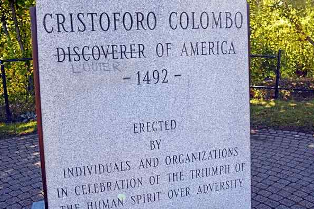 CRISTOFORO COLOMBO
DISCOVERER OF AMERICA
- 1492 -
ERECTED
BY
INDIVIDUALS AND ORGANIZATIONS
IN CELEBRATION OF THE TRIUMPH OF
THE HUMAN SPIRIT OVER ADVERSITY